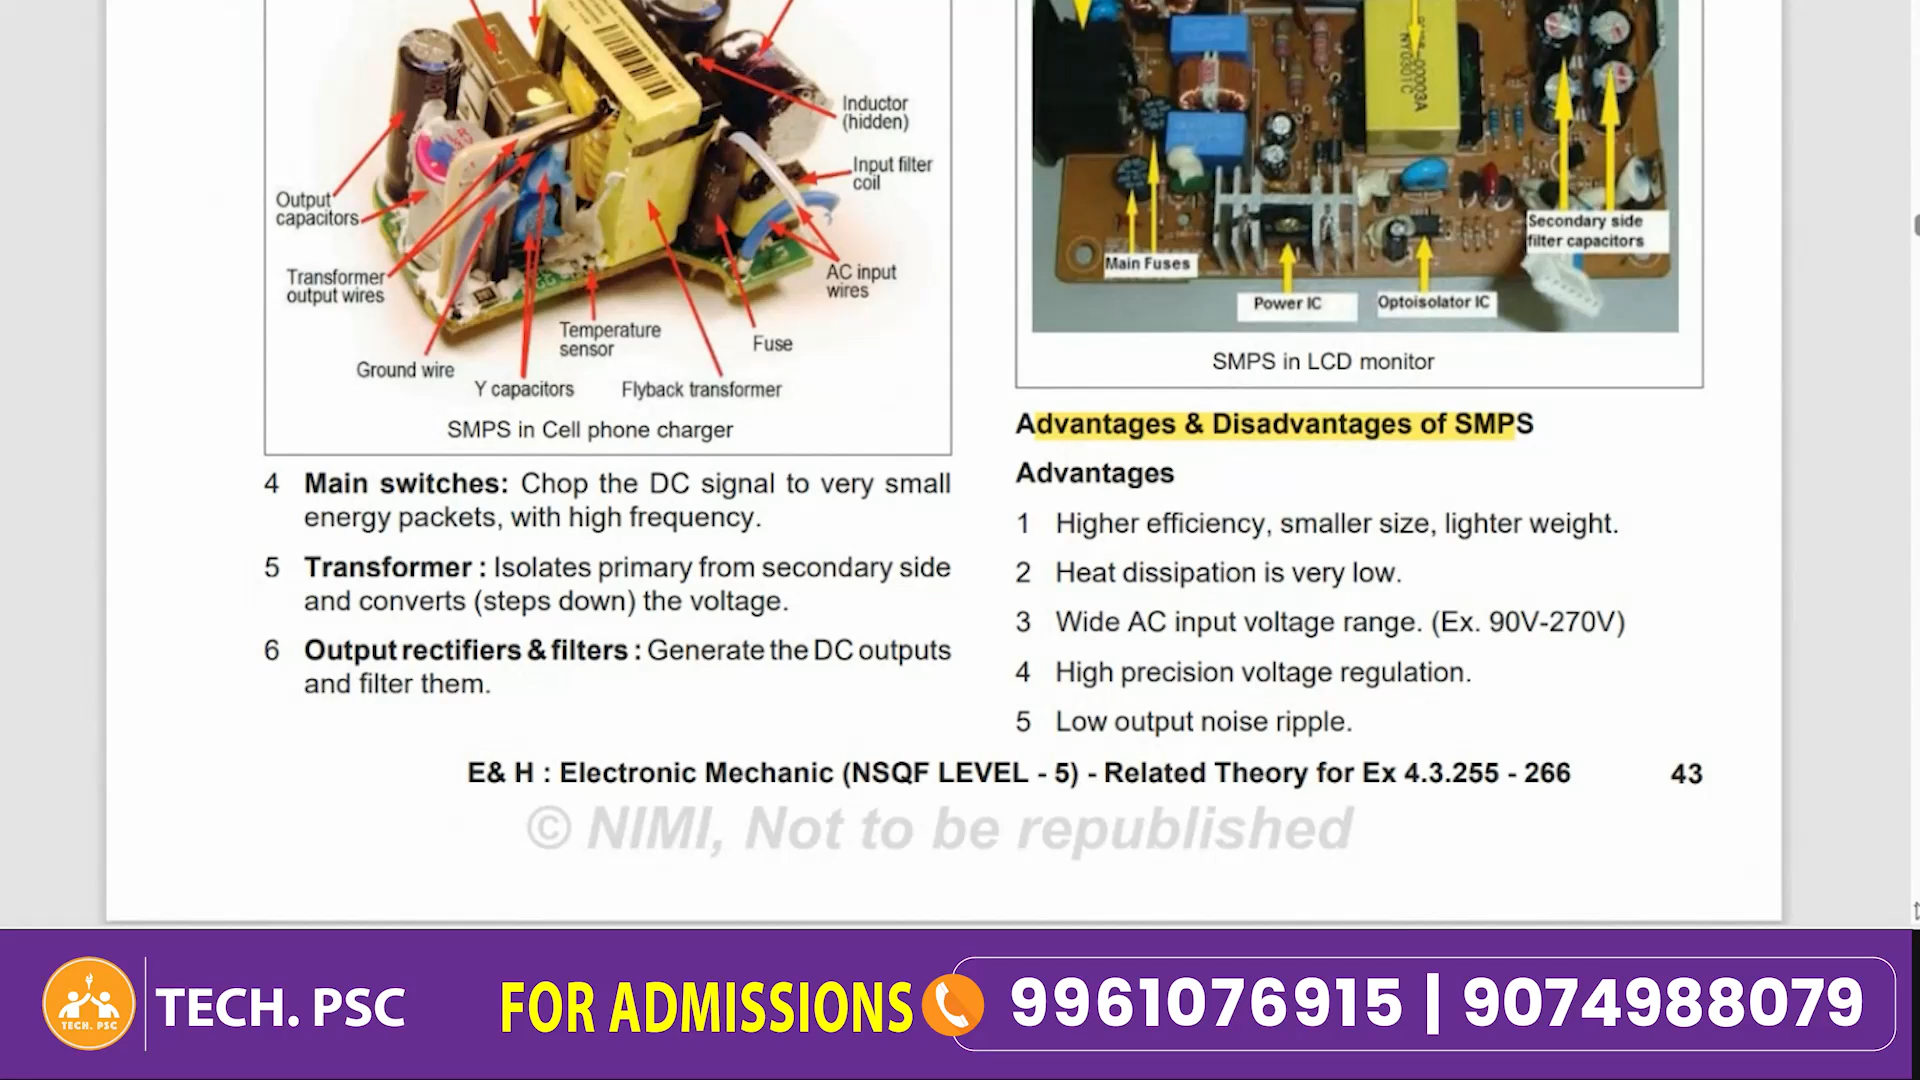 Inductor
(hidden)
Input filter
coil
Output
capacitors
Transformer
output wires
AC input
wires
Temperature
sensor
Fuse
Ground wire
Y capacitors
Flyback transformer
SMPS in Cell phone charger
4 Main switches: Chop the DC signal to very small
energy packets, with high frequency.
5 Transformer : Isolates primary from secondary side
and converts (steps down) the voltage.
6 Output rectifiers & filters : Generate the DC outputs
and filter them.
Secondary side
filter capacitors
Main Fuses
Power IC
Optoisolator IC
SMPS in LCD monitor
Advantages & Disadvantages of SMPS
Advantages
1 Higher efficiency, smaller size, lighter weight.
2 Heat dissipation is very low.
3 Wide AC input voltage range. (Ex. 90V-270V)
4 High precision voltage regulation.
5 Low output noise ripple.
E& H : Electronic Mechanic (NSQF LEVEL - 5) - Related Theory for Ex 4.3.255 - 266 43
© NIMI, Not to be republished
TECH. PSC
TECH. PSC
FOR ADMISSIONS
9961076915 | 9074988079